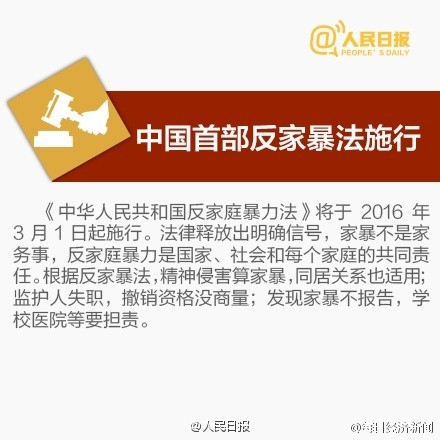 @人民日报
PEOPLE'S DAILY
中国首部反家暴法施行
《中华人民共和国反家庭暴力法》将于 2016 年
3 月 1 日起施行。法律释放出明确信号，家暴不是家
务事，反家庭暴力是国家、社会和每个家庭的共同责
任。根据反家暴法，精神侵害算家暴，同居关系也适用；
监护人失职，撤销资格没商量；发现家暴不报告，学
校医院等要担责。
@人民日报
经济新闻